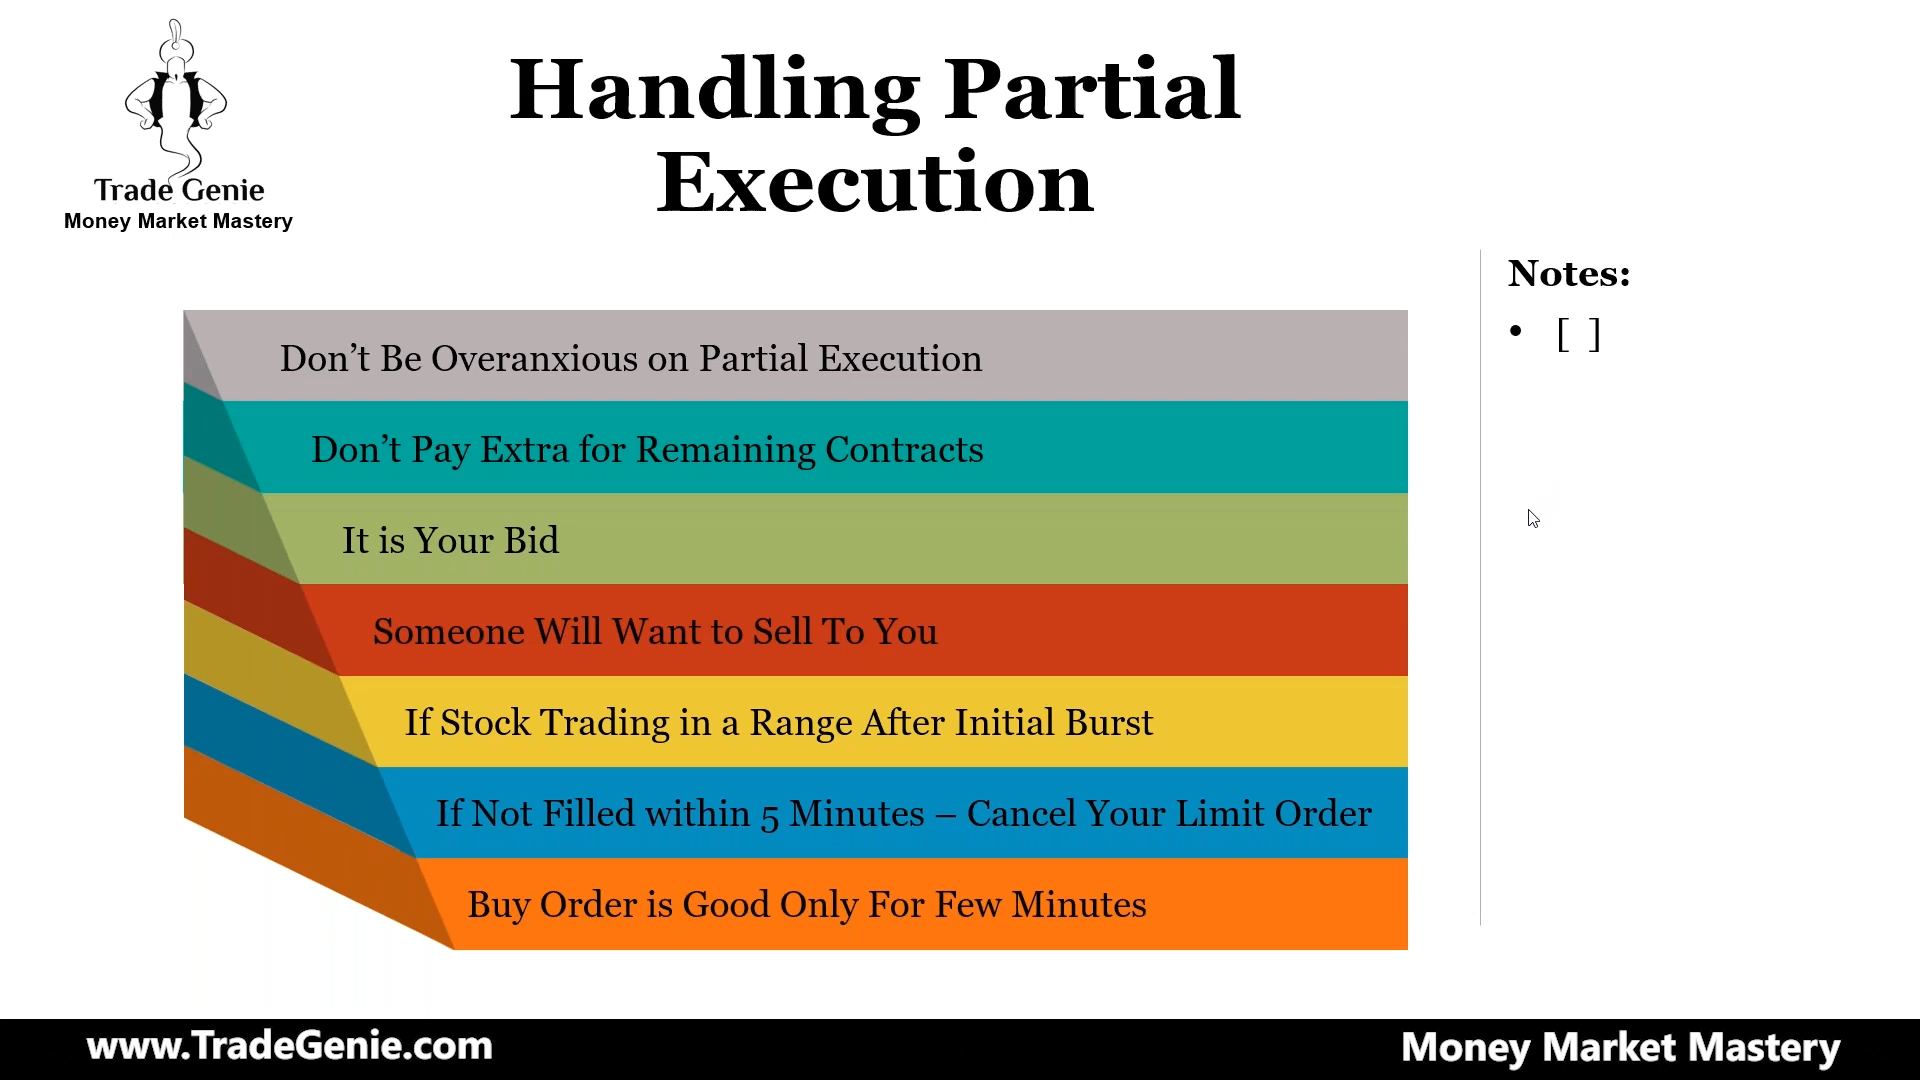 Trade Genie
Money Market Mastery
Handling Partial
Execution
Don’t Be Overanxious on Partial Execution
Don’t Pay Extra for Remaining Contracts
It is Your Bid
Someone Will Want to Sell To You
If Stock Trading in a Range After Initial Burst
If Not Filled within 5 Minutes – Cancel Your Limit Order
Buy Order is Good Only For Few Minutes
Notes:
• [ ]
www.TradeGenie.com
Money Market Mastery